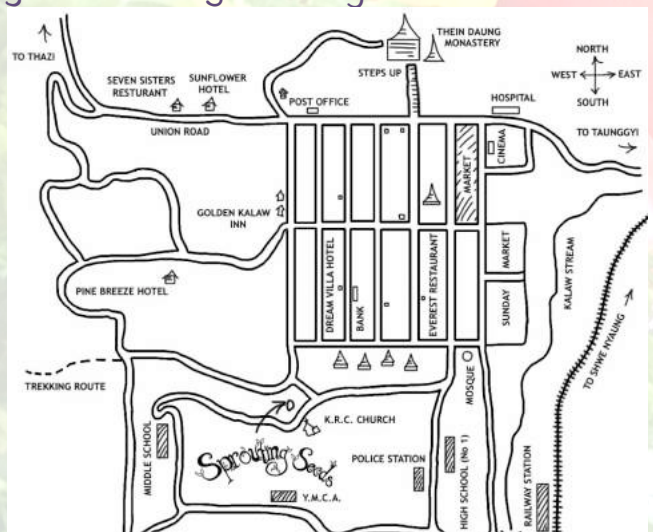 THEIN DAUNG
MONASTERY
TO THAZI
STEPS UP
NORTH
WEST
EAST
SOUTH
SEVEN SISTERS
RESTURANT
SUNFLOWER
HOTEL
POST OFFICE
HOSPITAL
UNION ROAD
CINEMA
TO TAUNGGYI
MARKET
GOLDEN KALAW
INN
DREAM VILLA HOTEL
BANK
EVEREST RESTAURANT
SUNDAY MARKET
KALAW STREAM
PINE BREEZE HOTEL
TO SHWE NYAUNG
TREKKING ROUTE
MOSQUE
K.R.C. CHURCH
MIDDLE SCHOOL
Sprouting Seeds
POLICE STATION
HIGH SCHOOL (No 1)
RAILWAY STATION
Y.M.C.A.